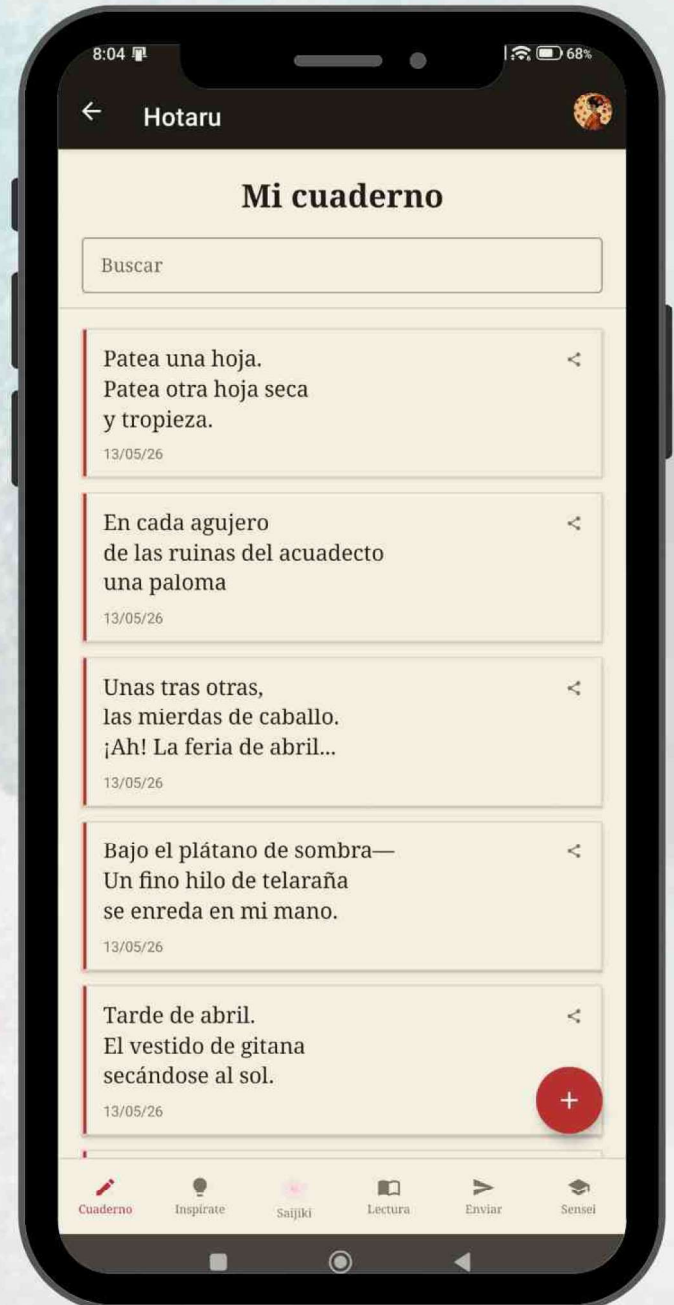 8:04
68%
Hotaru
Mi cuaderno
Buscar
Patea una hoja.
Patea otra hoja seca
y tropieza.
13/05/26
En cada agujero
de las ruinas del acuadecto
una paloma
13/05/26
Unas tras otras,
las mierdas de caballo.
¡Ah! La feria de abril...
13/05/26
Bajo el plátano de sombra—
Un fino hilo de telaraña
se enreda en mi mano.
13/05/26
Tarde de abril.
El vestido de gitana
secándose al sol.
13/05/26
+
Cuaderno
Inspírate
Saijiki
Lectura
Enviar
Sensei